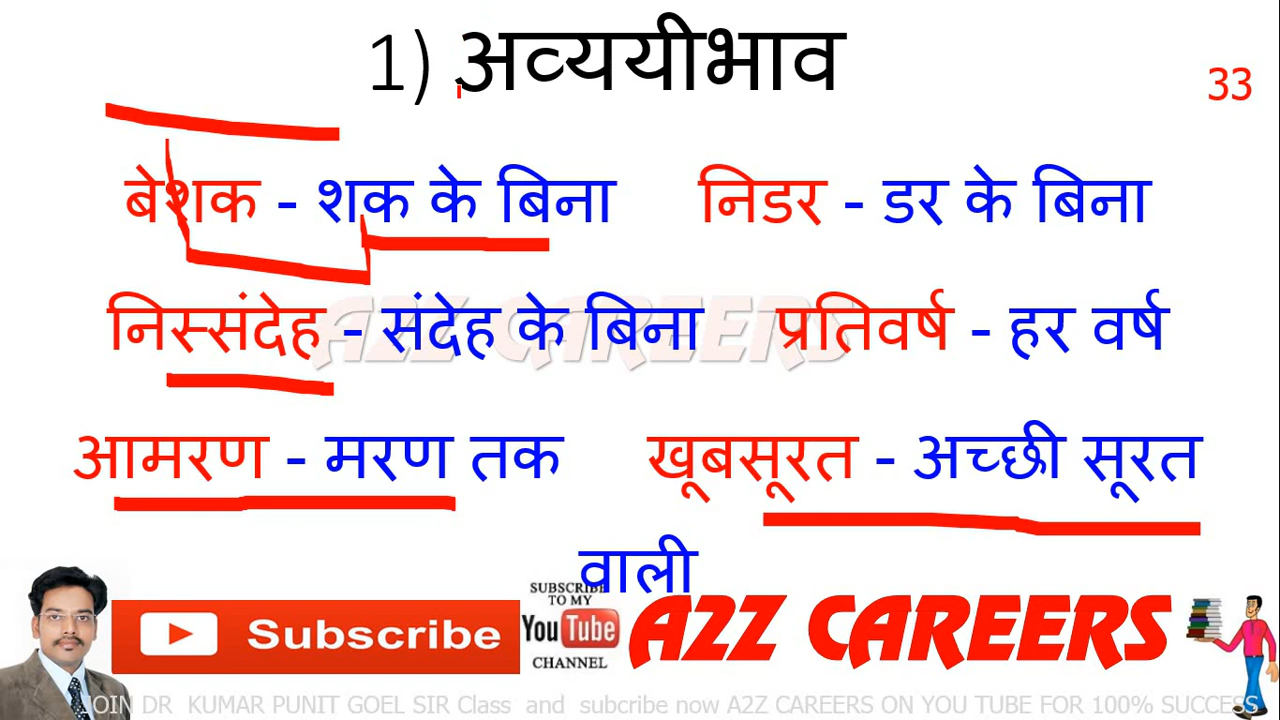 1) अव्ययीभाव
33
बेशक - शक के बिना निडर - डर के बिना
निस्संदेह - संदेह के बिना प्रतिवर्ष - हर वर्ष
A2Z CAREERS
आमरण - मरण तक खूबसूरत - अच्छी सूरत
वाली
Subscribe
SUBSCRIBE
TO MY
YouTube
CHANNEL
A2Z CAREERS
JOIN DR KUMAR PUNIT GOEL SIR Class and subcribe now A2Z CAREERS ON YOU TUBE FOR 100% SUCCESS